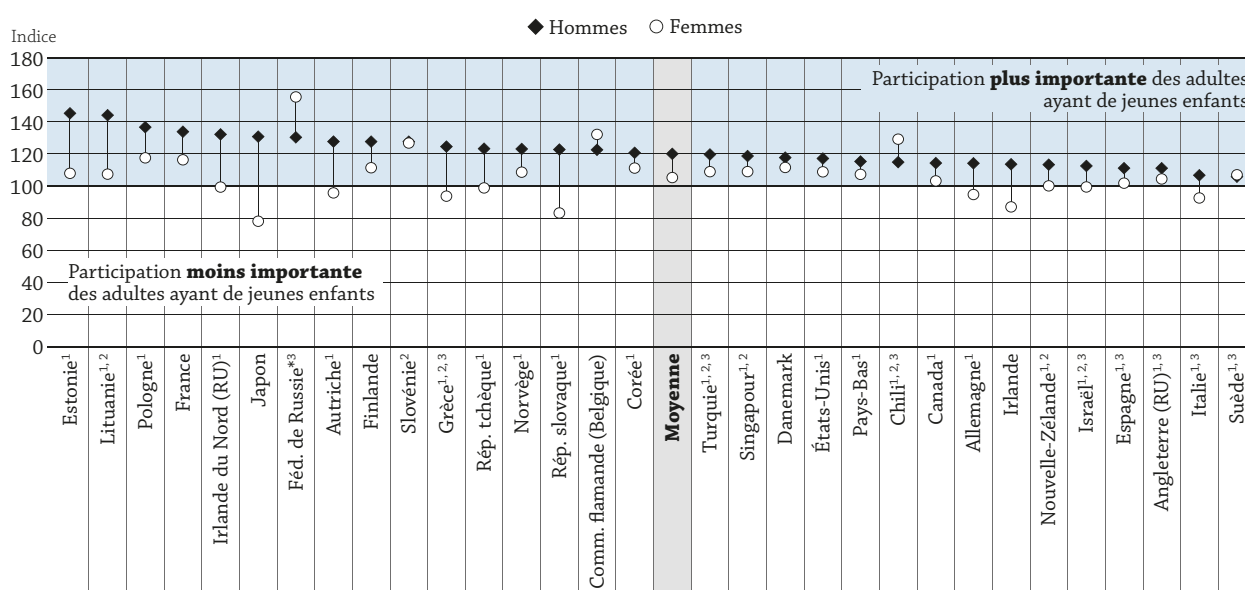 Hommes Femmes
Indice
180
160
140
120
100
80
60
40
20
0
Participation plus importante des adultes
ayant de jeunes enfants
Participation moins importante
des adultes ayant de jeunes enfants
Estonie¹
Lituanie¹,²
Pologne¹
France
Irlande du Nord (RU)¹
Japon
Féd. de Russie*³
Autriche¹
Finlande
Slovénie²
Grèce¹,²,³
Rép. tchèque¹
Norvège¹
Rép. slovaque¹
Comm. flamande (Belgique)
Corée¹
Moyenne
Turquie¹,²,³
Singapour¹,²
Danemark
États-Unis¹
Pays-Bas¹
Chili¹,²,³
Canada¹
Allemagne¹
Irlande
Nouvelle-Zélande¹,²
Israël¹,²,³
Espagne¹,³
Angleterre (RU)¹,³
Italie¹,³
Suède¹,³